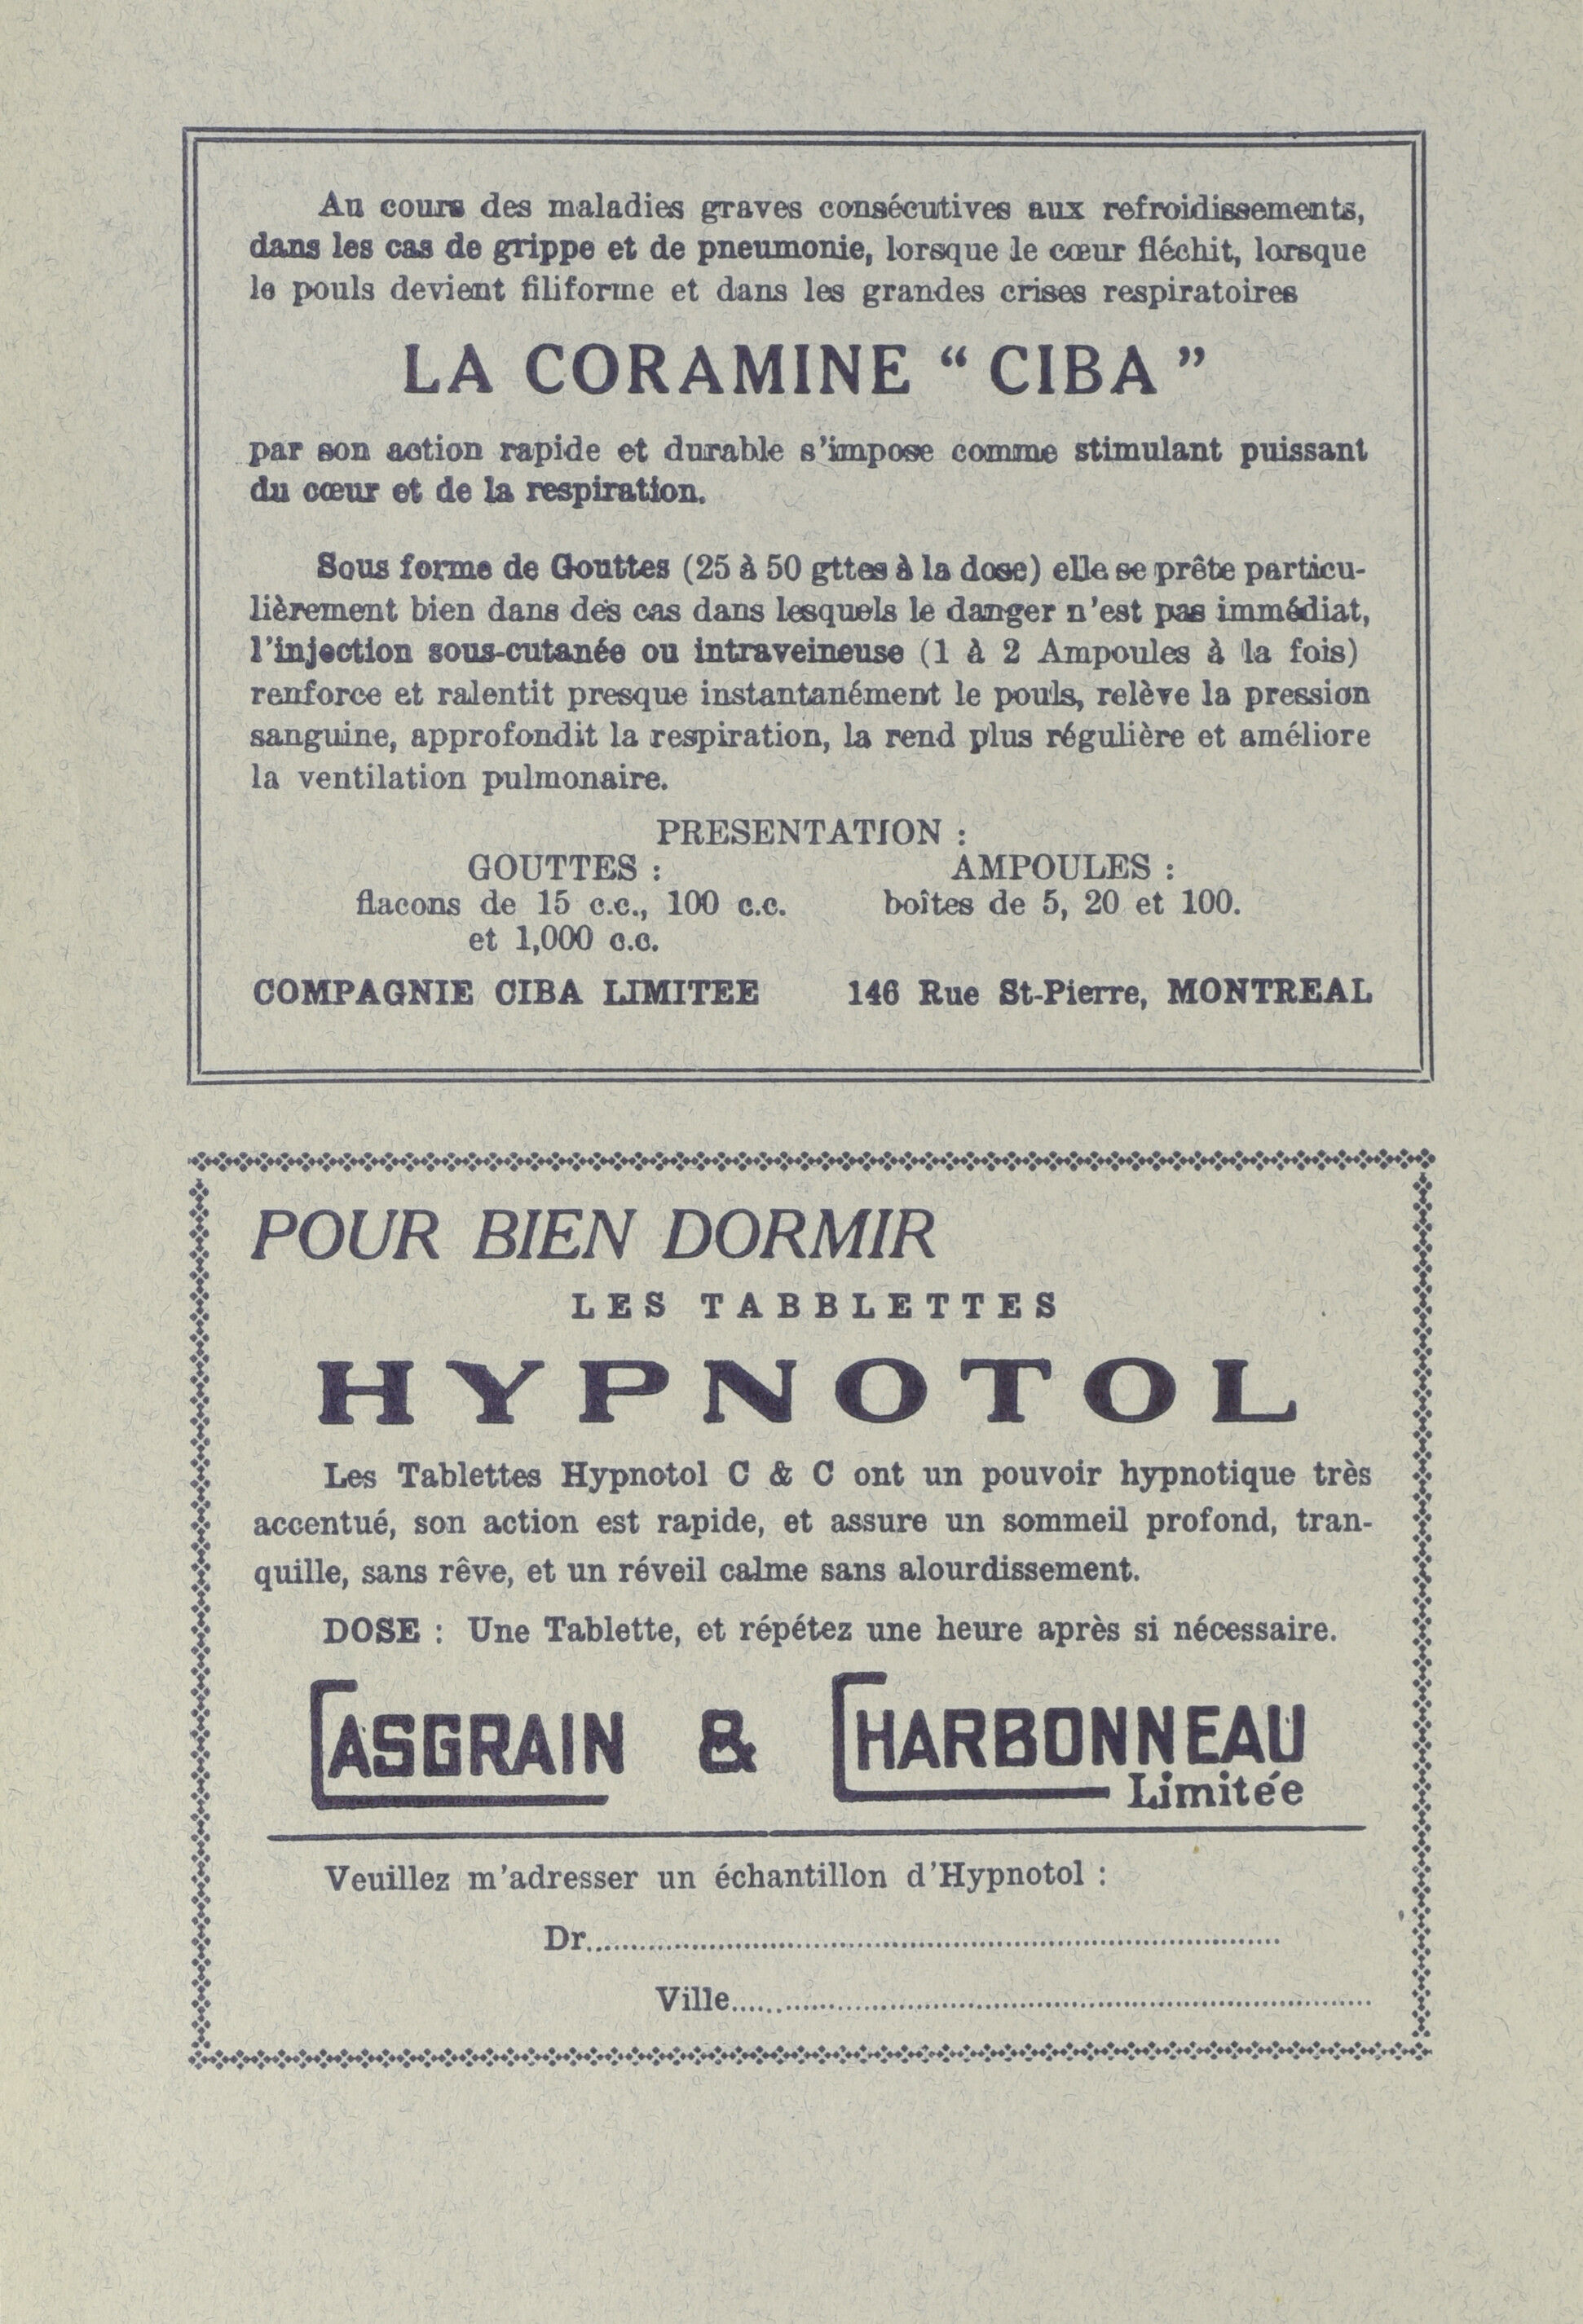 Au cours des maladies graves consécutives aux refroidissements,
dans les cas de grippe et de pneumonie, lorsque le cœur fléchit, lorsque
le pouls devient filiforme et dans les grandes crises respiratoires
LA CORAMINE “ CIBA ”
par son action rapide et durable s'impose comme stimulant puissant
du cœur et de la respiration.
Sous forme de Gouttes (25 à 50 gttes à la dose) elle se prête particu-
lièrement bien dans des cas dans lesquels le danger n'est pas immédiat,
l'injection sous-cutanée ou intraveineuse (1 à 2 Ampoules à la fois)
renforce et ralentit presque instantanément le pouls, relève la pression
sanguine, approfondit la respiration, la rend plus régulière et améliore
la ventilation pulmonaire.
PRESENTATION :
GOUTTES : AMPOULES :
flacons de 15 c.c., 100 c.c. boîtes de 5, 20 et 100.
et 1,000 c.c.
COMPAGNIE CIBA LIMITEE 146 Rue St-Pierre, MONTREAL
POUR BIEN DORMIR
LES TABBLETTES
HYPNOTOL
Les Tablettes Hypnotol C & C ont un pouvoir hypnotique très
accentué, son action est rapide, et assure un sommeil profond, tran-
quille, sans rêve, et un réveil calme sans alourdissement.
DOSE : Une Tablette, et répétez une heure après si nécessaire.
CASGRAIN & CHARBONNEAU
Limitée
Veuillez m'adresser un échantillon d'Hypnotol :
Dr..............................
Ville..............................